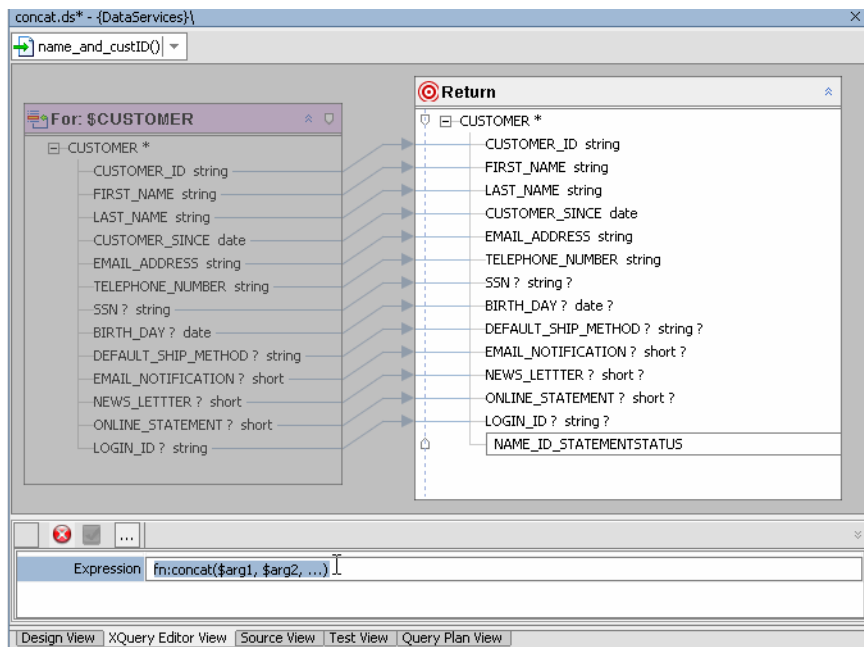 concat.ds* - {DataServices}\
name_and_custID()
For: $CUSTOMER
CUSTOMER *
CUSTOMER_ID string
FIRST_NAME string
LAST_NAME string
CUSTOMER_SINCE date
EMAIL_ADDRESS string
TELEPHONE_NUMBER string
SSN ? string
BIRTH_DAY ? date
DEFAULT_SHIP_METHOD ? string
EMAIL_NOTIFICATION ? short
NEWS_LETTTER ? short
ONLINE_STATEMENT ? short
LOGIN_ID ? string
Return
CUSTOMER *
CUSTOMER_ID string
FIRST_NAME string
LAST_NAME string
CUSTOMER_SINCE date
EMAIL_ADDRESS string
TELEPHONE_NUMBER string
SSN ? string ?
BIRTH_DAY ? date ?
DEFAULT_SHIP_METHOD ? string ?
EMAIL_NOTIFICATION ? short ?
NEWS_LETTTER ? short ?
ONLINE_STATEMENT ? short ?
LOGIN_ID ? string ?
NAME_ID_STATEMENTSTATUS
...
Expression fn:concat($arg1, $arg2, ...)
Design View XQuery Editor View Source View Test View Query Plan View